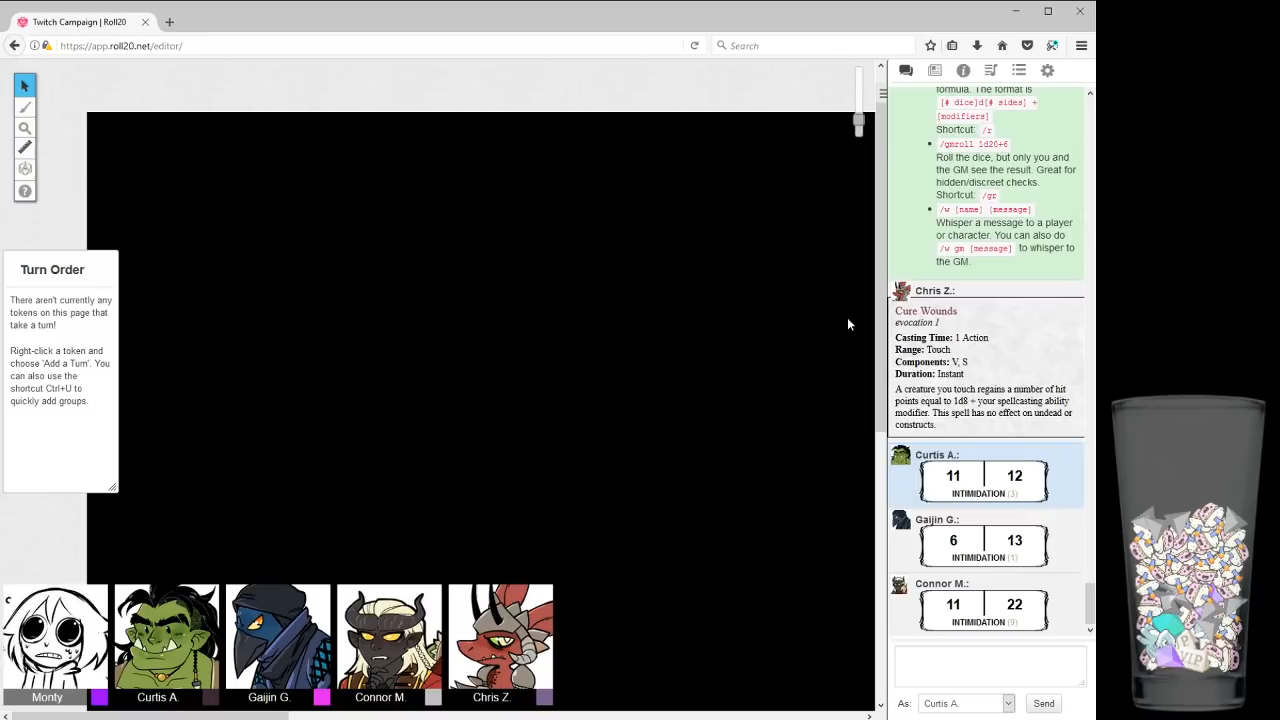 Twitch Campaign | Roll20
https://app.roll20.net/editor/
Search
Turn Order
There aren't currently any
tokens on this page that
take a turn!
Right-click a token and
choose 'Add a Turn'. You
can also use the
shortcut Ctrl+U to
quickly add groups.
Monty
Curtis A.
Gaijin G.
Connor M.
Chris Z.
formula. The format is
[# dice]d[# sides] +
[modifiers]
Shortcut: /r
/gmroll 1d20+6
Roll the dice, but only you and
the GM see the result. Great for
hidden/discreet checks.
Shortcut: /gr
/w [name] [message]
Whisper a message to a player
or character. You can also do
/w gm [message] to whisper to
the GM.
Chris Z.:
Cure Wounds
evocation 1
Casting Time: 1 Action
Range: Touch
Components: V, S
Duration: Instant
A creature you touch regains a number of hit
points equal to 1d8 + your spellcasting ability
modifier. This spell has no effect on undead or
constructs.
Curtis A.:
11 12
INTIMIDATION (3)
Gaijin G.:
6 13
INTIMIDATION (1)
Connor M.:
11 22
INTIMIDATION (9)
As: Curtis A. Send